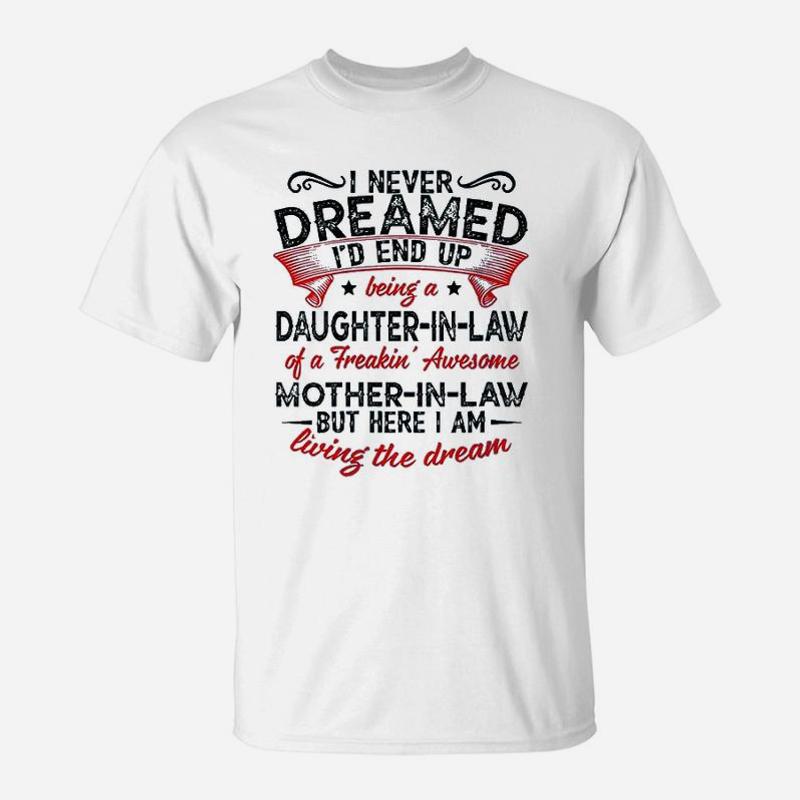 I NEVER
DREAMED
I'D END UP
being a
DAUGHTER-IN-LAW
of a Freakin' Awesome
MOTHER-IN-LAW
BUT HERE I AM
living the dream